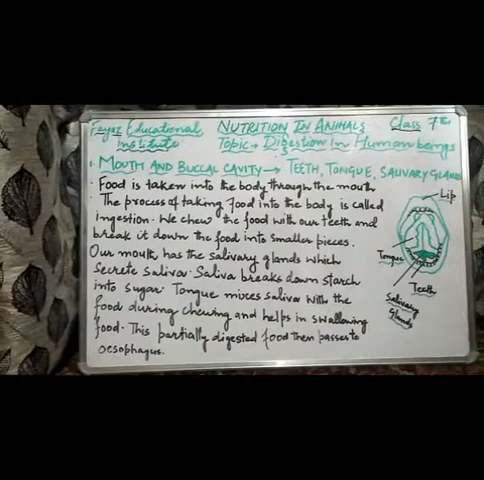 Fayaz Educational Institute
NUTRITION IN ANIMALS
Class 7th
Topic → Digestion In Human beings
1. MOUTH AND BUCCAL CAVITY → TEETH, TONGUE, SALIVARY GLANDS
• Food is taken into the body through the mouth
The process of taking food into the body is called
ingestion. We chew the food with our teeth and
break it down the food into smaller pieces.
Our mouth has the salivary glands which
secrete saliva. Saliva breaks down starch
into sugar. Tongue mixes saliva with the
food during chewing and helps in swallowing
food. This partially digested food then passes to
oesophagus.
Lip
Tongue
Teeth
Salivary
Glands